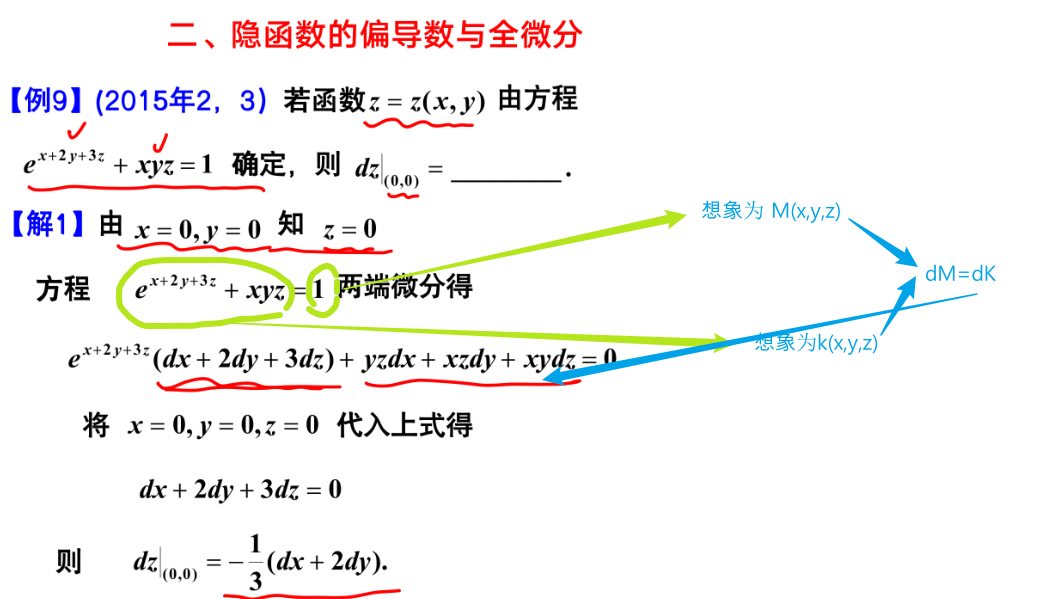 二、隐函数的偏导数与全微分
【例9】(2015年2，3) 若函数 z = z(x, y) 由方程
e^{x+2y+3z} + xyz = 1 确定，则 dz|_{(0,0)} = ________.
想象为 M(x,y,z)
【解1】由 x = 0, y = 0 知 z = 0
dM=dK
方程 e^{x+2y+3z} + xyz = 1 两端微分得
想象为k(x,y,z)
e^{x+2y+3z}(dx + 2dy + 3dz) + yzdx + xzdy + xydz = 0
将 x = 0, y = 0, z = 0 代入上式得
dx + 2dy + 3dz = 0
则 dz|_{(0,0)} = -\frac{1}{3}(dx + 2dy).